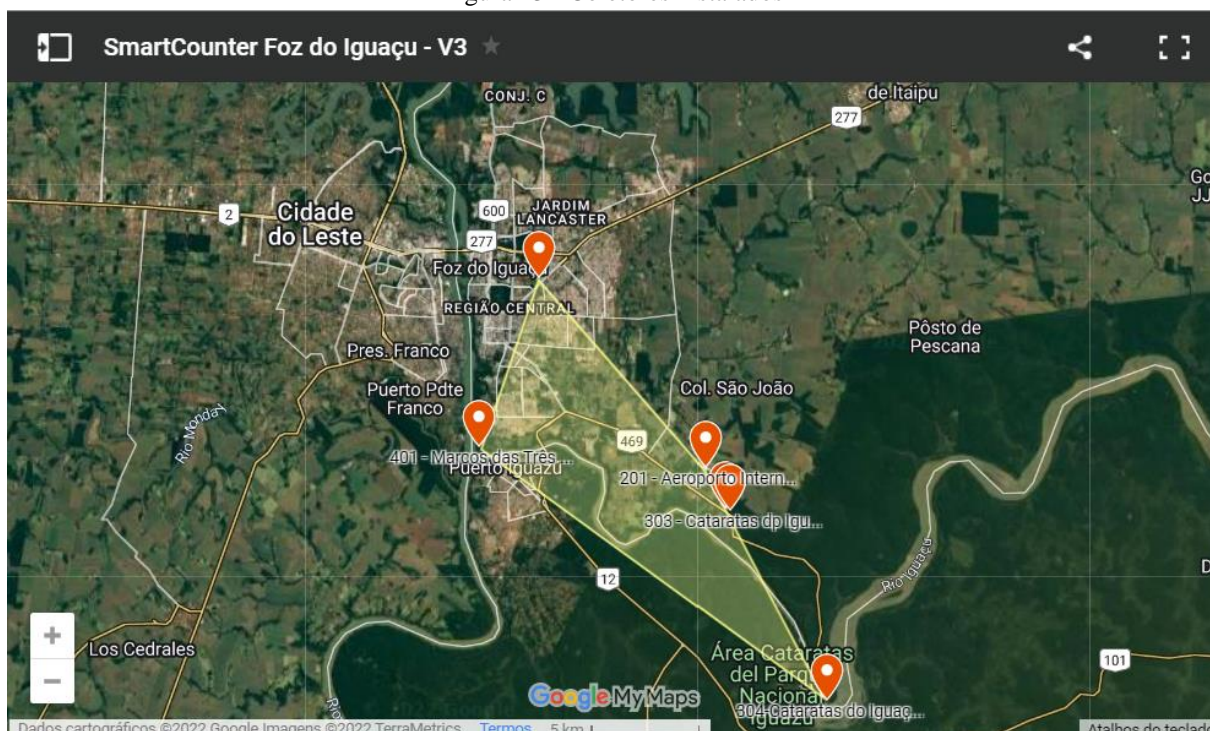 SmartCounter Foz do Iguaçu - V3
CONJ. C
de Itaipu
277
2
Cidade
do Leste
600
JARDIM
LANCASTER
277
Foz do Iguaçu
REGIÃO CENTRAL
Pôsto de
Pescana
Pres. Franco
Puerto Pdte
Franco
Col. São João
Río Monday
469
401 - Marcos das Três...
Puerto Iguazú
201 - Aeroporto Intern...
303 - Cataratas dp Igu...
12
Rio Iguaçu
Los Cedrales
Área Cataratas
del Parque
Nacional
Iguazú
101
304-Cataratas do Iguaç...
Google My Maps
Dados cartográficos ©2022 Google Imagens ©2022 TerraMetrics Termos 5 km
Atalhos do teclado